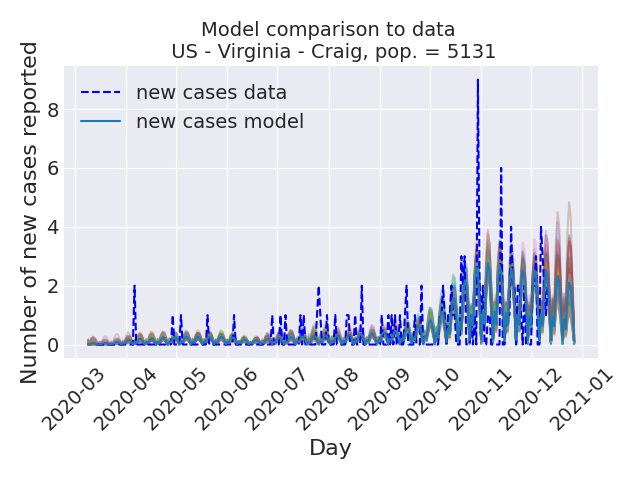 Model comparison to data
US - Virginia - Craig, pop. = 5131
Number of new cases reported
new cases data
new cases model
8
6
4
2
0
2020-03
2020-04
2020-05
2020-06
2020-07
2020-08
2020-09
2020-10
2020-11
2020-12
2021-01
Day